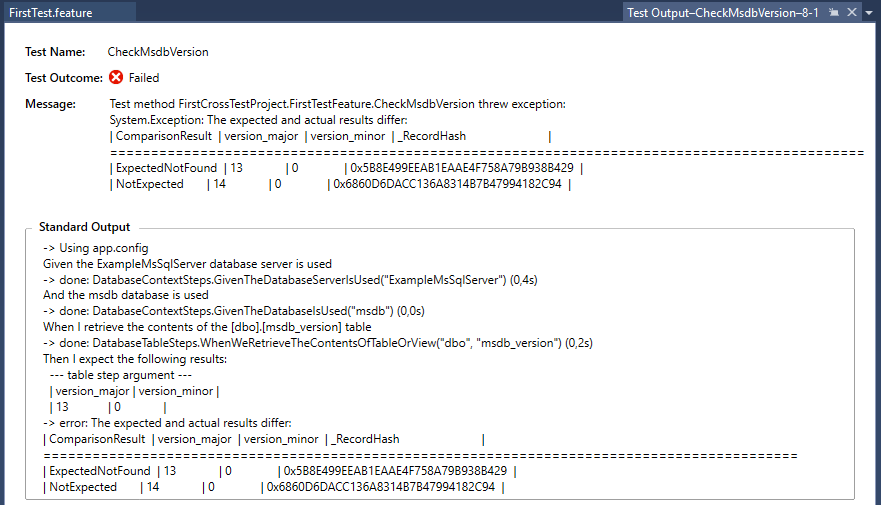 FirstTest.feature Test Output–CheckMsdbVersion–8-1
Test Name: CheckMsdbVersion
Test Outcome: Failed
Message: Test method FirstCrossTestProject.FirstTestFeature.CheckMsdbVersion threw exception:
System.Exception: The expected and actual results differ:
| ComparisonResult | version_major | version_minor | _RecordHash |
==========================================================================================
| ExpectedNotFound | 13 | 0 | 0x5B8E499EEAB1EAAE4F758A79B938B429 |
| NotExpected | 14 | 0 | 0x6860D6DACC136A8314B7B47994182C94 |
Standard Output
-> Using app.config
Given the ExampleMsSqlServer database server is used
-> done: DatabaseContextSteps.GivenTheDatabaseServerIsUsed("ExampleMsSqlServer") (0,4s)
And the msdb database is used
-> done: DatabaseContextSteps.GivenTheDatabaseIsUsed("msdb") (0,0s)
When I retrieve the contents of the [dbo].[msdb_version] table
-> done: DatabaseTableSteps.WhenWeRetrieveTheContentsOfTableOrView("dbo", "msdb_version") (0,2s)
Then I expect the following results:
--- table step argument ---
| version_major | version_minor |
| 13 | 0 |
-> error: The expected and actual results differ:
| ComparisonResult | version_major | version_minor | _RecordHash |
==========================================================================================
| ExpectedNotFound | 13 | 0 | 0x5B8E499EEAB1EAAE4F758A79B938B429 |
| NotExpected | 14 | 0 | 0x6860D6DACC136A8314B7B47994182C94 |